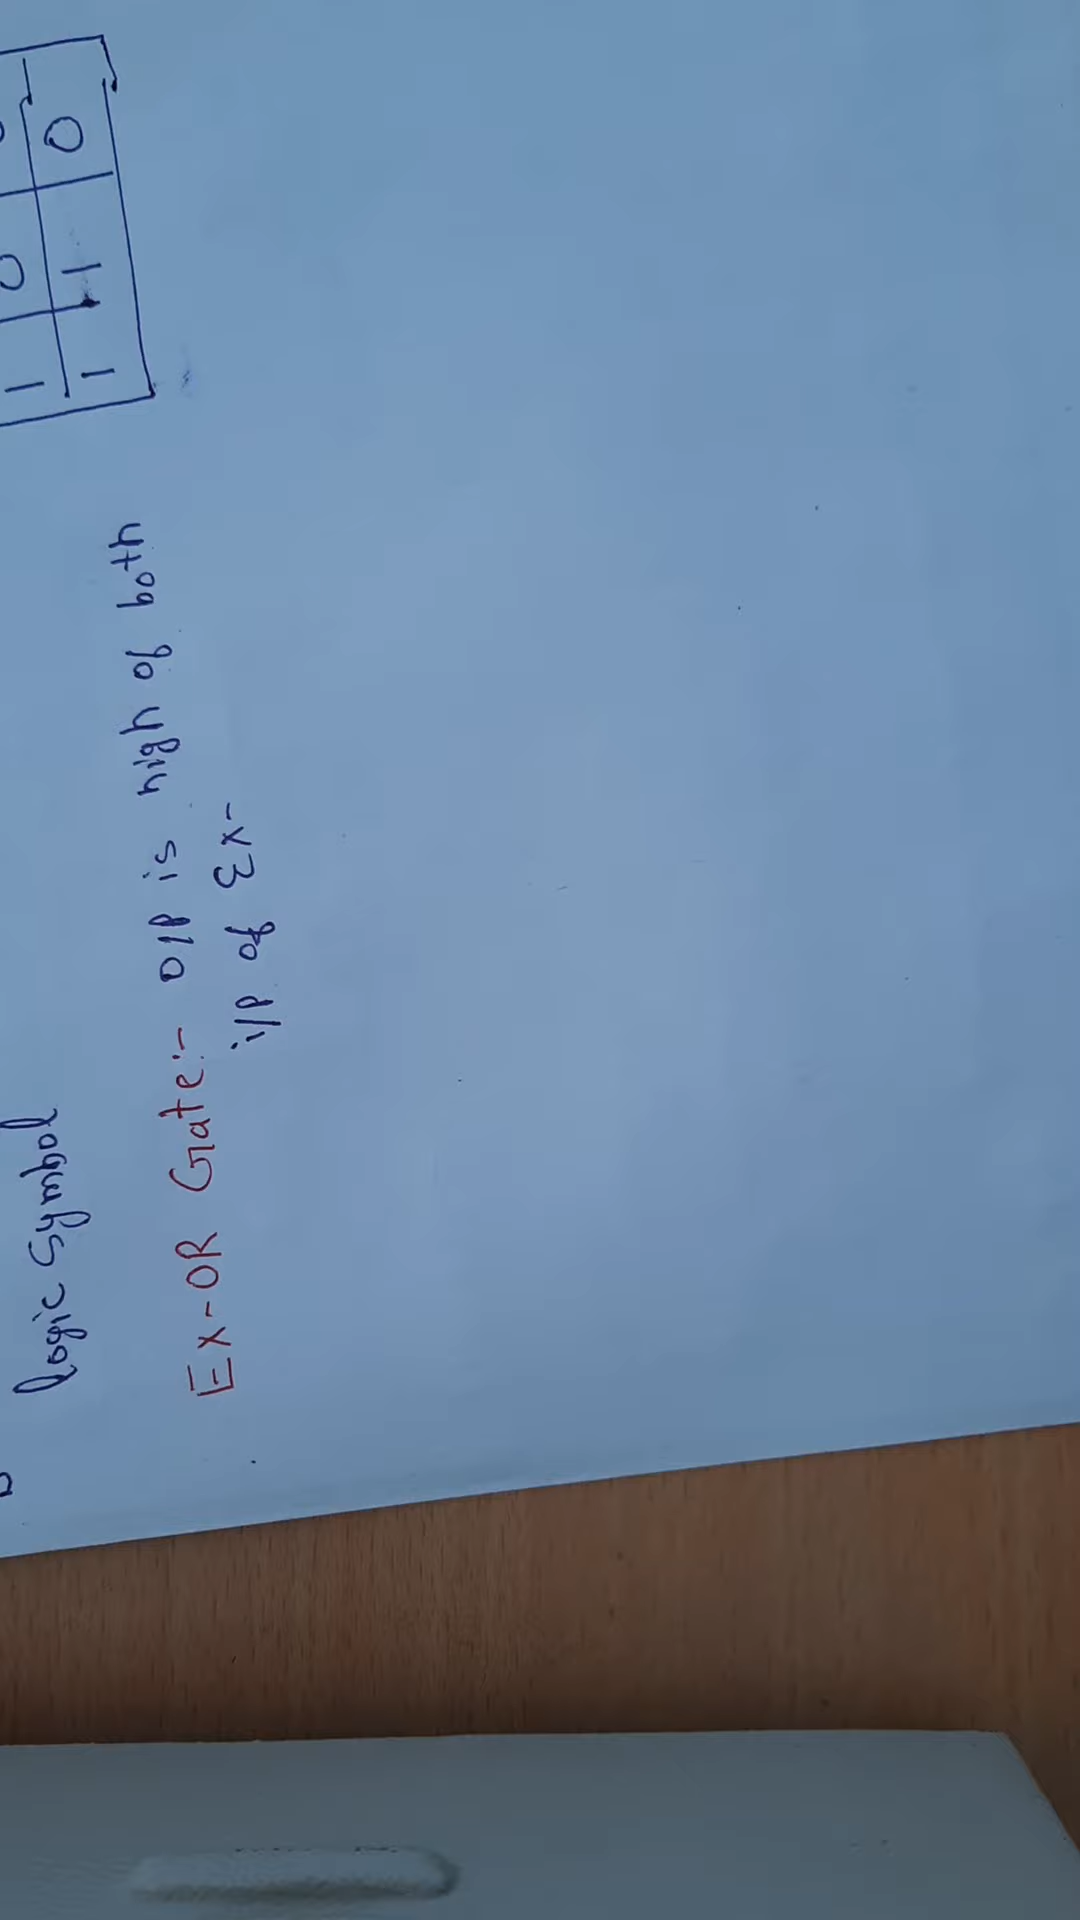 1 0
1 1 0
logic symbol
Ex-OR Gate:- O/P is high of both
i/p of Ex-